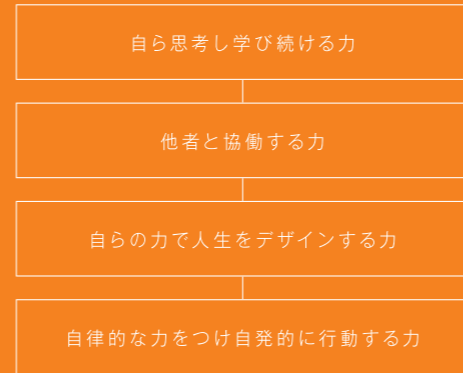 自ら思考し学び続ける力
他者と協働する力
自らの力で人生をデザインする力
自律的な力をつけ自発的に行動する力